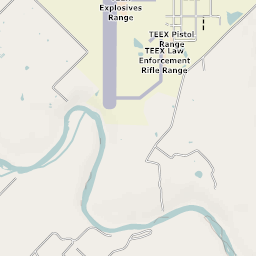 Explosives
Range
TEEX Pistol
Range
TEEX Law
Enforcement
Rifle Range